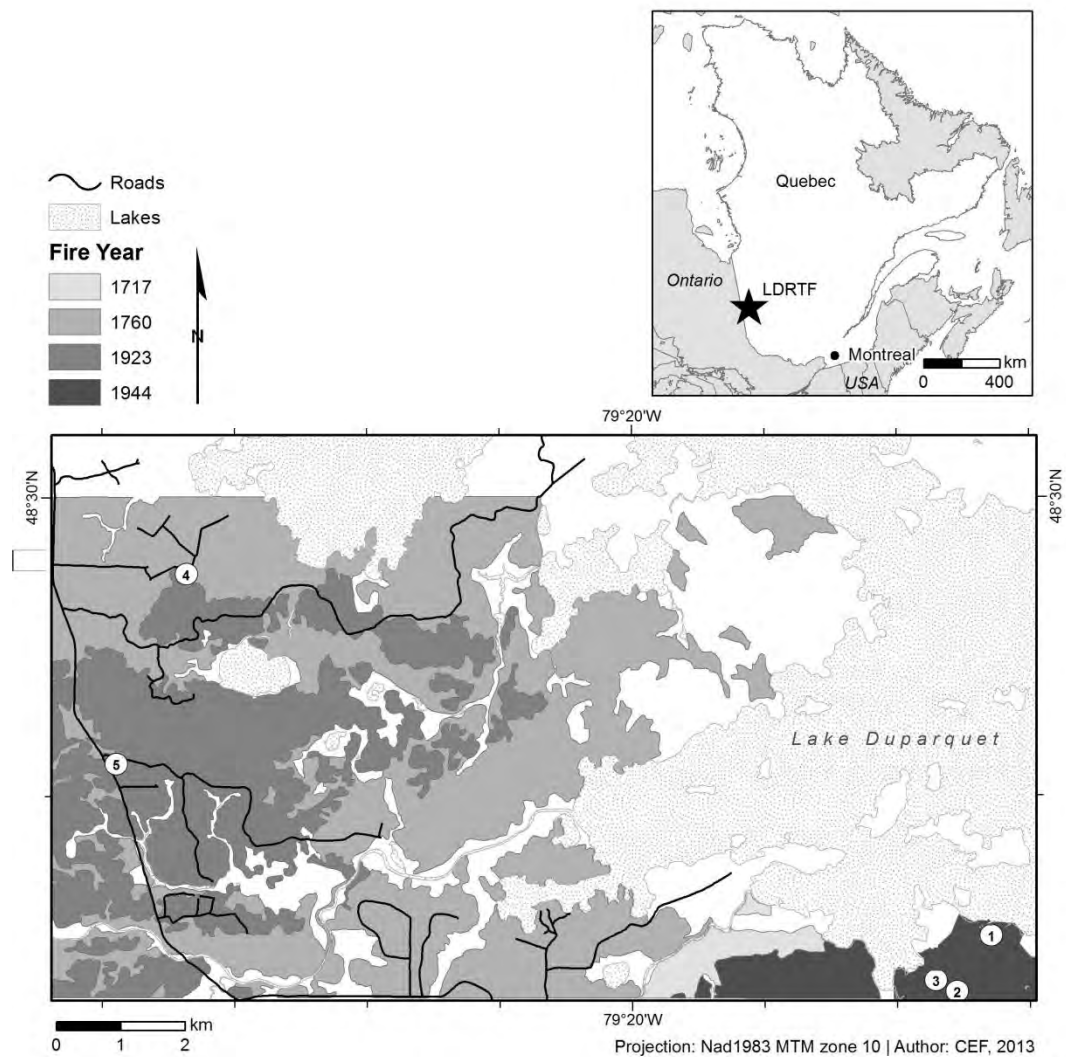 Quebec
Ontario
LDRTF
Montreal
USA
km
0 400
Roads
Lakes
Fire Year
1717
1760
1923
1944
N
79°20'W
48°30'N
48°30'N
4
5
Lake Duparquet
1
3
2
km
0 1 2
79°20'W
Projection: Nad1983 MTM zone 10 | Author: CEF, 2013